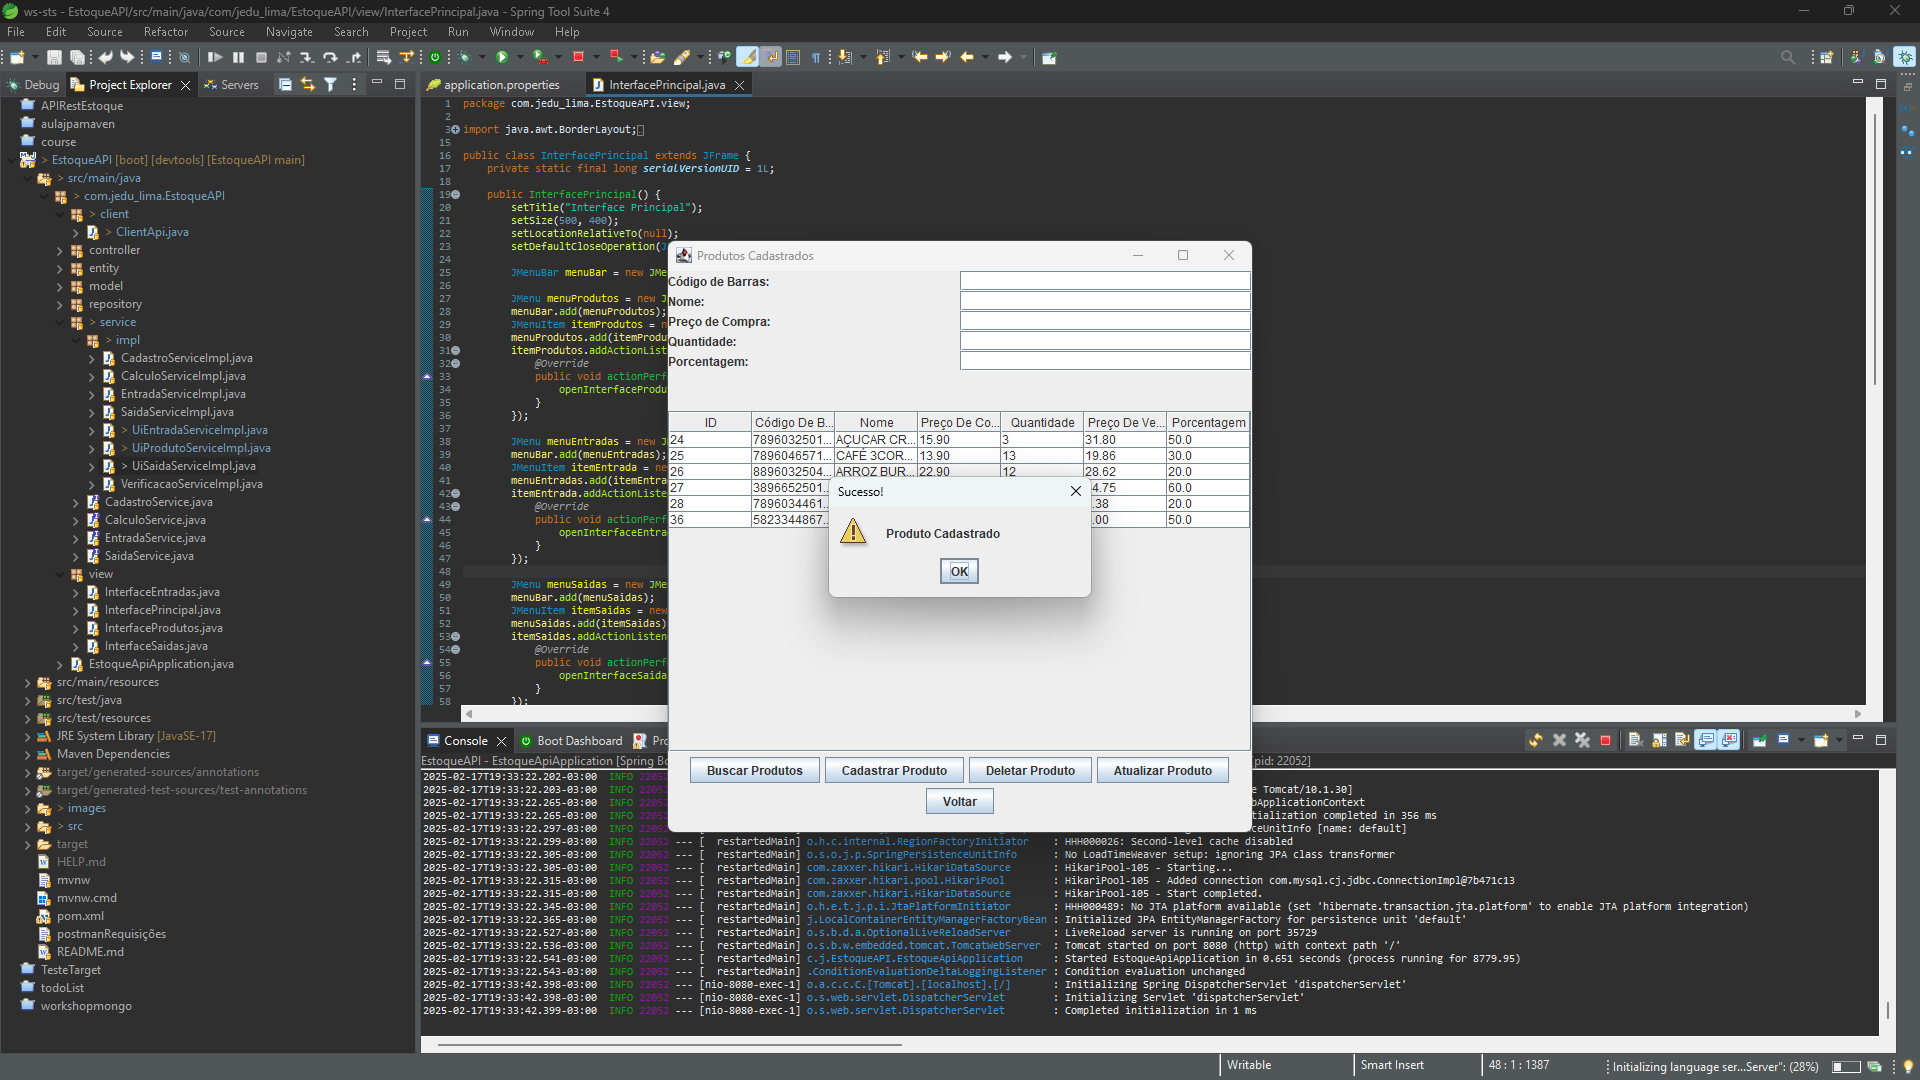 ws-sts - EstoqueAPI/src/main/java/com/jedu_lima/EstoqueAPI/view/InterfacePrincipal.java - Spring Tool Suite 4
File Edit Source Refactor Source Navigate Search Project Run Window Help
Debug Project Explorer Servers
APIRestEstoque
aulajpamaven
course
> EstoqueAPI [boot] [devtools] [EstoqueAPI main]
> src/main/java
> com.jedu_lima.EstoqueAPI
> client
> ClientApi.java
controller
entity
model
repository
> service
> impl
CadastroServiceImpl.java
CalculoServiceImpl.java
EntradaServiceImpl.java
SaidaServiceImpl.java
> UiEntradaServiceImpl.java
> UiProdutoServiceImpl.java
> UiSaidaServiceImpl.java
VerificacaoServiceImpl.java
CadastroService.java
CalculoService.java
EntradaService.java
SaidaService.java
view
InterfaceEntradas.java
InterfacePrincipal.java
InterfaceProdutos.java
InterfaceSaidas.java
EstoqueApiApplication.java
src/main/resources
src/test/java
src/test/resources
JRE System Library [JavaSE-17]
Maven Dependencies
target/generated-sources/annotations
target/generated-test-sources/test-annotations
> images
> src
target
HELP.md
mvnw
mvnw.cmd
pom.xml
postmanRequisições
README.md
TesteTarget
todoList
workshopmongo
application.properties InterfacePrincipal.java
1 package com.jedu_lima.EstoqueAPI.view;
2
3 import java.awt.BorderLayout;
15
16 public class InterfacePrincipal extends JFrame {
17 private static final long serialVersionUID = 1L;
18
19 public InterfacePrincipal() {
20 setTitle("Interface Principal");
21 setSize(500, 400);
22 setLocationRelativeTo(null);
23 setDefaultCloseOperation(J
24
25 JMenuBar menuBar = new JMe
26
27 JMenu menuProdutos = new J
28 menuBar.add(menuProdutos);
29 JMenuItem itemProdutos = n
30 menuProdutos.add(itemProdu
31 itemProdutos.addActionList
32 @Override
33 public void actionPerf
34 openInterfaceProdu
35 }
36 });
37
38 JMenu menuEntradas = new J
39 menuBar.add(menuEntradas);
40 JMenuItem itemEntrada = ne
41 menuEntradas.add(itemEntra
42 itemEntrada.addActionListe
43 @Override
44 public void actionPerf
45 openInterfaceEntra
46 }
47 });
48
49 JMenu menuSaidas = new JMe
50 menuBar.add(menuSaidas);
51 JMenuItem itemSaidas = new
52 menuSaidas.add(itemSaidas)
53 itemSaidas.addActionListen
54 @Override
55 public void actionPerf
56 openInterfaceSaida
57 }
58 });
Produtos Cadastrados
Código de Barras:
Nome:
Preço de Compra:
Quantidade:
Porcentagem:
ID Código De B... Nome Preço De Co... Quantidade Preço De Ve... Porcentagem
24 7896032501... AÇUCAR CR... 15.90 3 31.80 50.0
25 7896046571... CAFÉ 3COR... 13.90 13 19.86 30.0
26 8896032504... ARROZ BUR... 22.90 12 28.62 20.0
27 3896652501... 4.75 60.0
28 7896034461... .38 20.0
36 5823344867... .00 50.0
Sucesso!
Produto Cadastrado
OK
Buscar Produtos Cadastrar Produto Deletar Produto Atualizar Produto
Voltar
Console Boot Dashboard Pro
EstoqueAPI - EstoqueApiApplication [Spring Bo pid: 22052]
2025-02-17T19:33:22.202-03:00 INFO 22052 e Tomcat/10.1.30]
2025-02-17T19:33:22.203-03:00 INFO 22052 bApplicationContext
2025-02-17T19:33:22.265-03:00 INFO 22052 tialization completed in 356 ms
2025-02-17T19:33:22.265-03:00 INFO 22052 ceUnitInfo [name: default]
2025-02-17T19:33:22.297-03:00 INFO 22052
2025-02-17T19:33:22.299-03:00 INFO 22052 --- [ restartedMain] o.h.c.internal.RegionFactoryInitiator : HHH000026: Second-level cache disabled
2025-02-17T19:33:22.305-03:00 INFO 22052 --- [ restartedMain] o.s.o.j.p.SpringPersistenceUnitInfo : No LoadTimeWeaver setup: ignoring JPA class transformer
2025-02-17T19:33:22.305-03:00 INFO 22052 --- [ restartedMain] com.zaxxer.hikari.HikariDataSource : HikariPool-105 - Starting...
2025-02-17T19:33:22.315-03:00 INFO 22052 --- [ restartedMain] com.zaxxer.hikari.pool.HikariPool : HikariPool-105 - Added connection com.mysql.cj.jdbc.ConnectionImpl@7b471c13
2025-02-17T19:33:22.315-03:00 INFO 22052 --- [ restartedMain] com.zaxxer.hikari.HikariDataSource : HikariPool-105 - Start completed.
2025-02-17T19:33:22.345-03:00 INFO 22052 --- [ restartedMain] o.h.e.t.j.p.i.JtaPlatformInitiator : HHH000489: No JTA platform available (set 'hibernate.transaction.jta.platform' to enable JTA platform integration)
2025-02-17T19:33:22.365-03:00 INFO 22052 --- [ restartedMain] j.LocalContainerEntityManagerFactoryBean : Initialized JPA EntityManagerFactory for persistence unit 'default'
2025-02-17T19:33:22.527-03:00 INFO 22052 --- [ restartedMain] o.s.b.d.a.OptionalLiveReloadServer : LiveReload server is running on port 35729
2025-02-17T19:33:22.536-03:00 INFO 22052 --- [ restartedMain] o.s.b.w.embedded.tomcat.TomcatWebServer : Tomcat started on port 8080 (http) with context path '/'
2025-02-17T19:33:22.541-03:00 INFO 22052 --- [ restartedMain] c.j.EstoqueAPI.EstoqueApiApplication : Started EstoqueApiApplication in 0.651 seconds (process running for 8779.95)
2025-02-17T19:33:22.543-03:00 INFO 22052 --- [ restartedMain] .ConditionEvaluationDeltaLoggingListener : Condition evaluation unchanged
2025-02-17T19:33:42.398-03:00 INFO 22052 --- [nio-8080-exec-1] o.a.c.c.C.[Tomcat].[localhost].[/] : Initializing Spring DispatcherServlet 'dispatcherServlet'
2025-02-17T19:33:42.398-03:00 INFO 22052 --- [nio-8080-exec-1] o.s.web.servlet.DispatcherServlet : Initializing Servlet 'dispatcherServlet'
2025-02-17T19:33:42.399-03:00 INFO 22052 --- [nio-8080-exec-1] o.s.web.servlet.DispatcherServlet : Completed initialization in 1 ms
Writable Smart Insert 48 : 1 : 1387 Initializing language ser...Server": (28%)